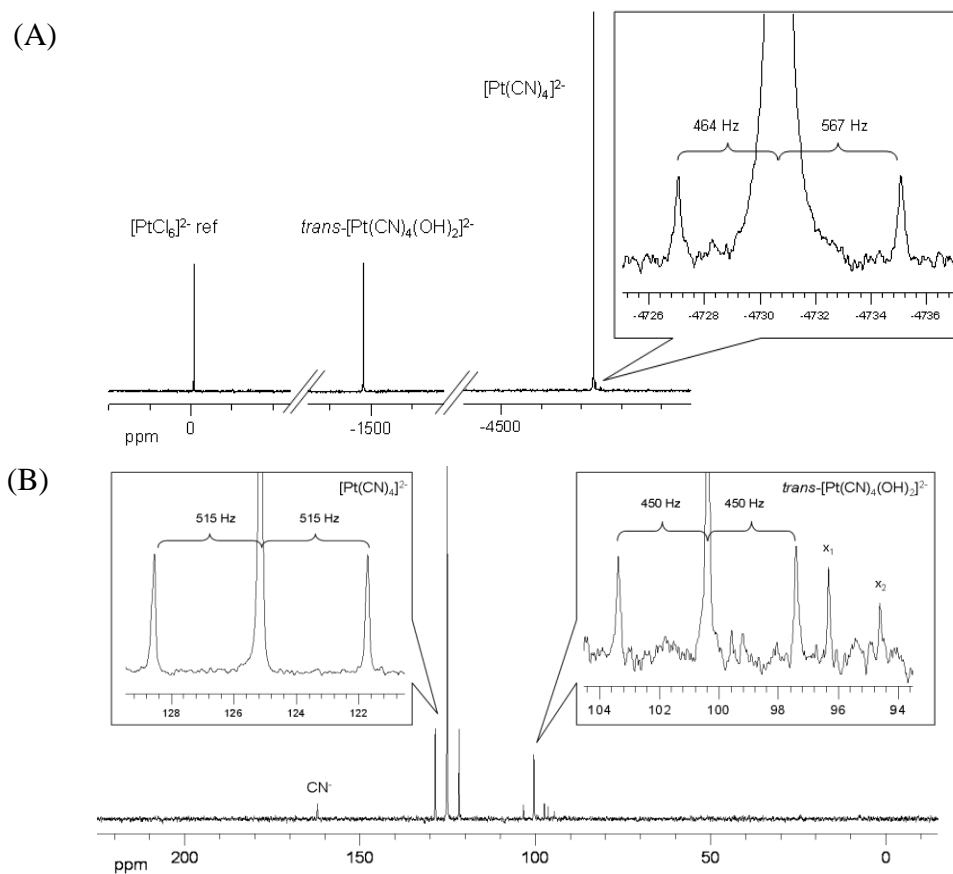 (A)
[PtCl₆]²⁻ ref
trans-[Pt(CN)₄(OH)₂]²⁻
[Pt(CN)₄]²⁻
464 Hz 567 Hz
-4726 -4728 -4730 -4732 -4734 -4736
ppm 0 -1500 -4500
(B)
[Pt(CN)₄]²⁻
515 Hz 515 Hz
128 126 124 122
trans-[Pt(CN)₄(OH)₂]²⁻
450 Hz 450 Hz
x₁
x₂
104 102 100 98 96 94
CN⁻
ppm 200 150 100 50 0